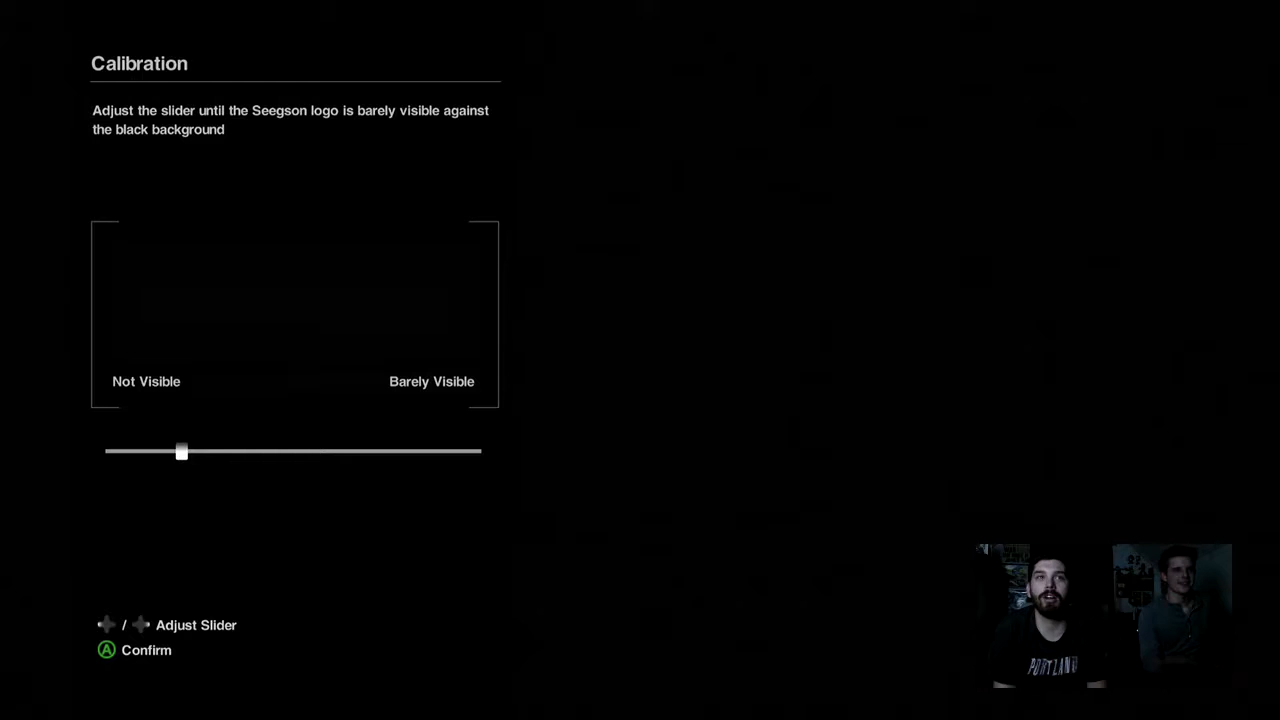 Calibration
Adjust the slider until the Seegson logo is barely visible against
the black background
Not Visible
Barely Visible
/
Adjust Slider
A Confirm
PORTLAND